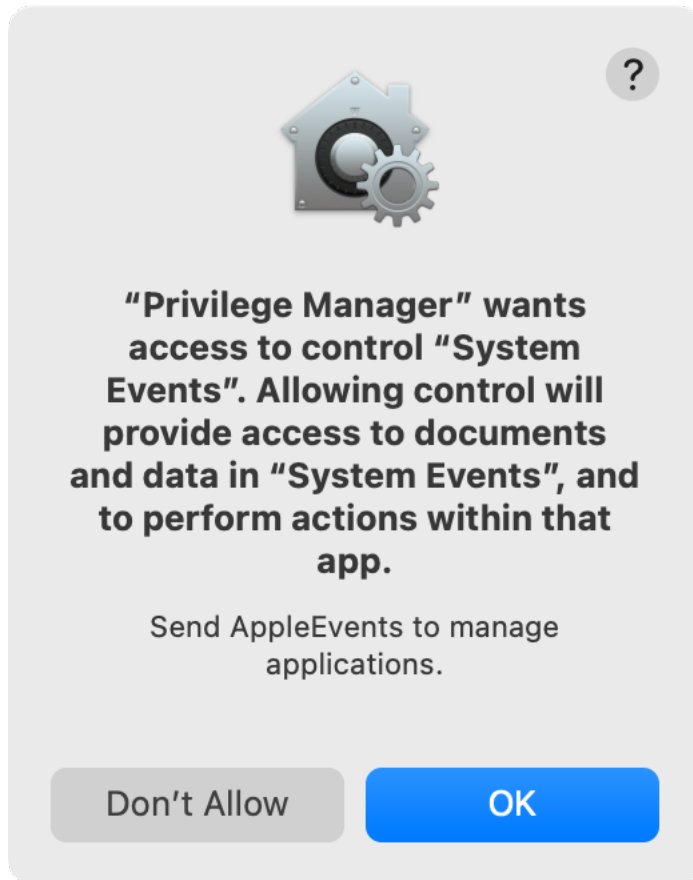 ?
“Privilege Manager” wants
access to control “System
Events”. Allowing control will
provide access to documents
and data in “System Events”, and
to perform actions within that
app.
Send AppleEvents to manage
applications.
Don’t Allow
OK